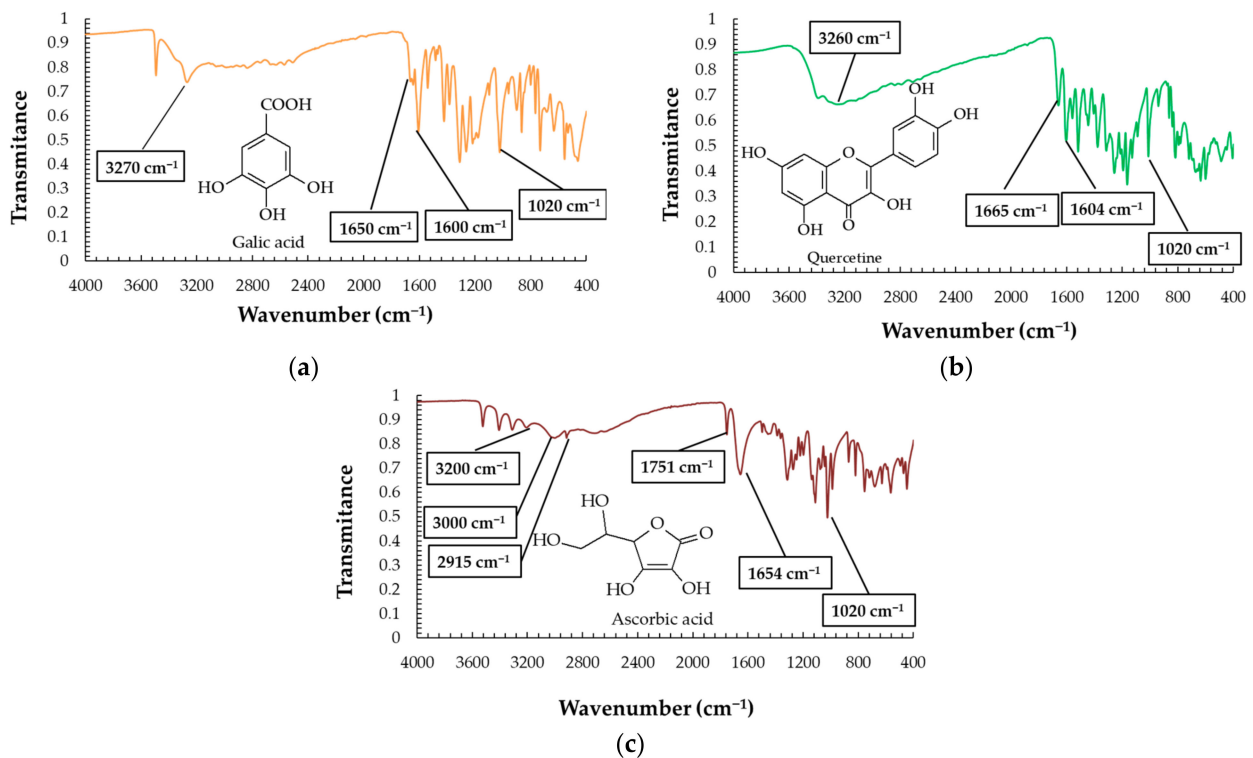 1
0.9
0.8
0.7
0.6
0.5
0.4
0.3
0.2
0.1
0
Transmitance
3270 cm⁻¹
1650 cm⁻¹
1600 cm⁻¹
1020 cm⁻¹
COOH
HO
OH
OH
Galic acid
4000 3600 3200 2800 2400 2000 1600 1200 800 400
Wavenumber (cm⁻¹)
(a)
1
0.9
0.8
0.7
0.6
0.5
0.4
0.3
0.2
0.1
0
Transmitance
3260 cm⁻¹
1665 cm⁻¹
1604 cm⁻¹
1020 cm⁻¹
OH
OH
HO
O
OH
OH
O
Quercetine
4000 3600 3200 2800 2400 2000 1600 1200 800 400
Wavenumber (cm⁻¹)
(b)
1
0.9
0.8
0.7
0.6
0.5
0.4
0.3
0.2
0.1
0
Transmitance
3200 cm⁻¹
3000 cm⁻¹
2915 cm⁻¹
1751 cm⁻¹
1654 cm⁻¹
1020 cm⁻¹
HO
HO
O
O
HO
OH
Ascorbic acid
4000 3600 3200 2800 2400 2000 1600 1200 800 400
Wavenumber (cm⁻¹)
(c)